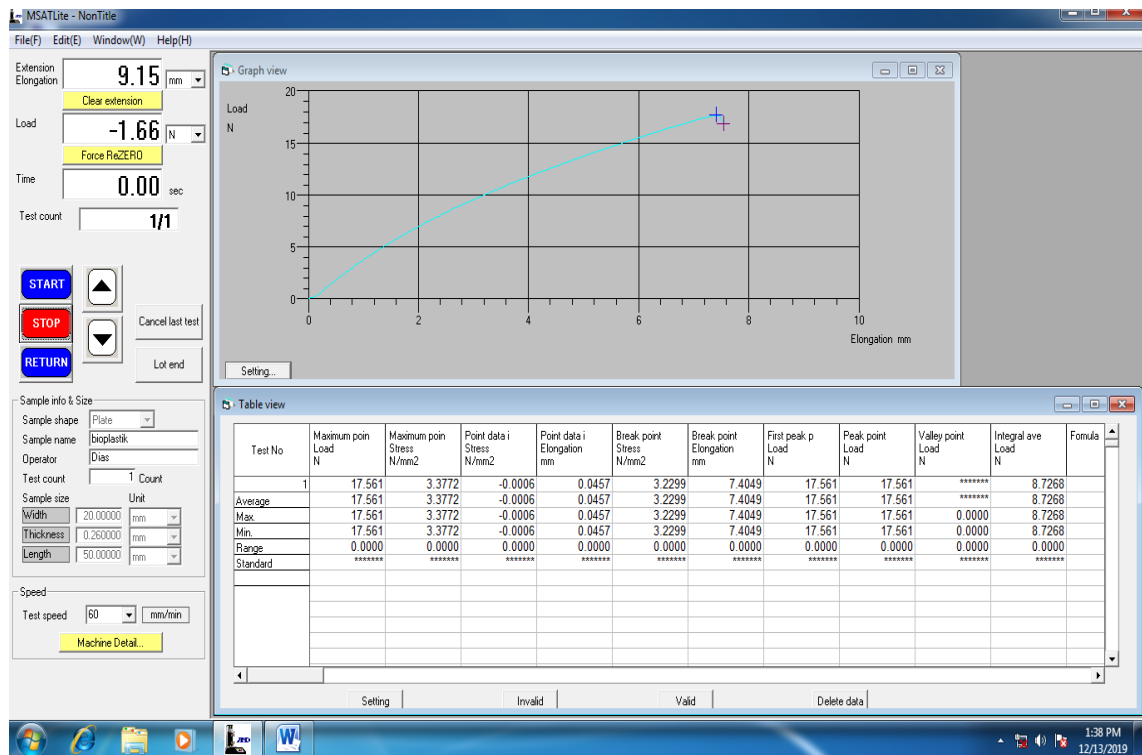 MSATLite - NonTitle
File(F) Edit(E) Window(W) Help(H)
Extension
Elongation
9.15 mm
Clear extension
Load
-1.66 N
Force ReZERO
Time
0.00 sec
Test count
1/1
START
STOP
RETURN
Cancel last test
Lot end
Sample info & Size
Sample shape Plate
Sample name bioplastik
Operator Dias
Test count 1 Count
Sample size Unit
Width 20.00000 mm
Thickness 0.260000 mm
Length 50.00000 mm
Speed
Test speed 60 mm/min
Machine Detail...
Graph view
Load
N
20
15
10
5
0
0 2 4 6 8 10
Elongation mm
Setting...
Table view
Test No Maximum poin Maximum poin Point data i Point data i Break point Break point First peak p Peak point Valley point Integral ave Fomula
Load Stress Stress Elongation Stress Elongation Load Load Load Load
N N/mm2 N/mm2 mm N/mm2 mm N N N N
1 17.561 3.3772 -0.0006 0.0457 3.2299 7.4049 17.561 17.561 ******* 8.7268
Average 17.561 3.3772 -0.0006 0.0457 3.2299 7.4049 17.561 17.561 ******* 8.7268
Max. 17.561 3.3772 -0.0006 0.0457 3.2299 7.4049 17.561 17.561 0.0000 8.7268
Min. 17.561 3.3772 -0.0006 0.0457 3.2299 7.4049 17.561 17.561 0.0000 8.7268
Range 0.0000 0.0000 0.0000 0.0000 0.0000 0.0000 0.0000 0.0000 0.0000 0.0000
Standard ******* ******* ******* ******* ******* ******* ******* ******* ******* *******
Setting Invalid Valid Delete data
1:38 PM
12/13/2019